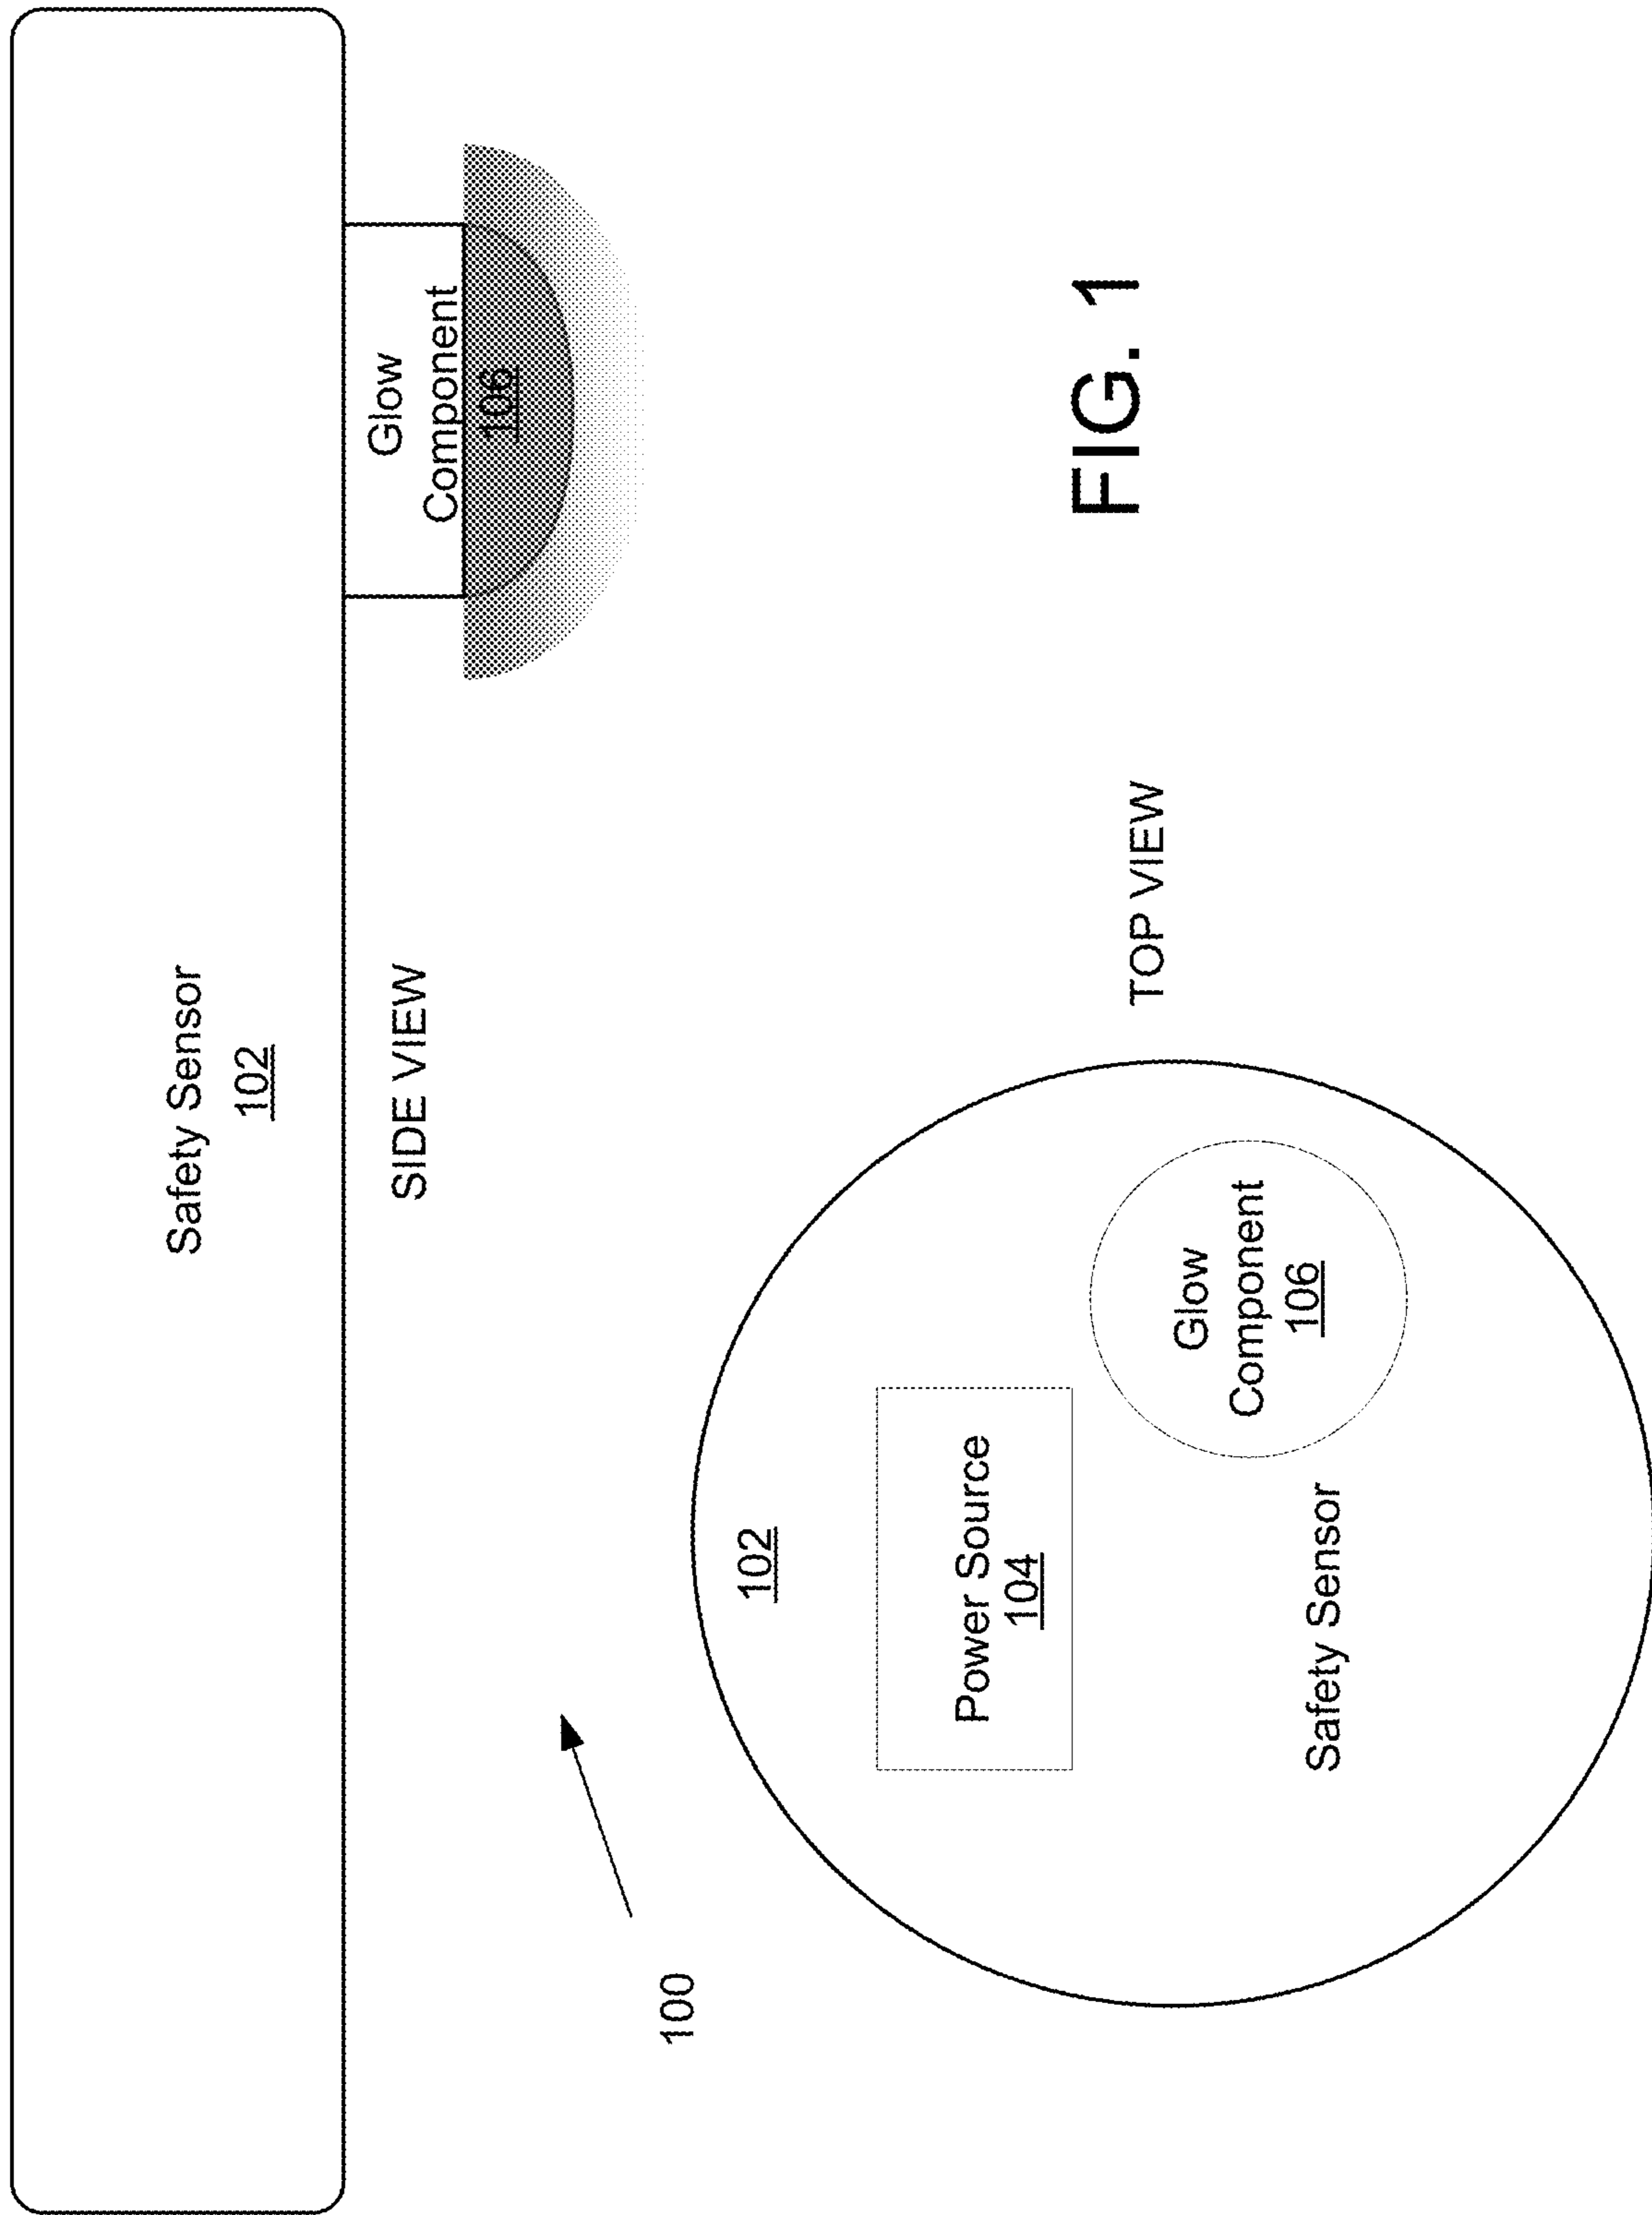 Safety Sensor
102
Glow
Component
106
SIDE VIEW
100
102
Power Source
104
Glow
Component
106
Safety Sensor
TOP VIEW
FIG. 1